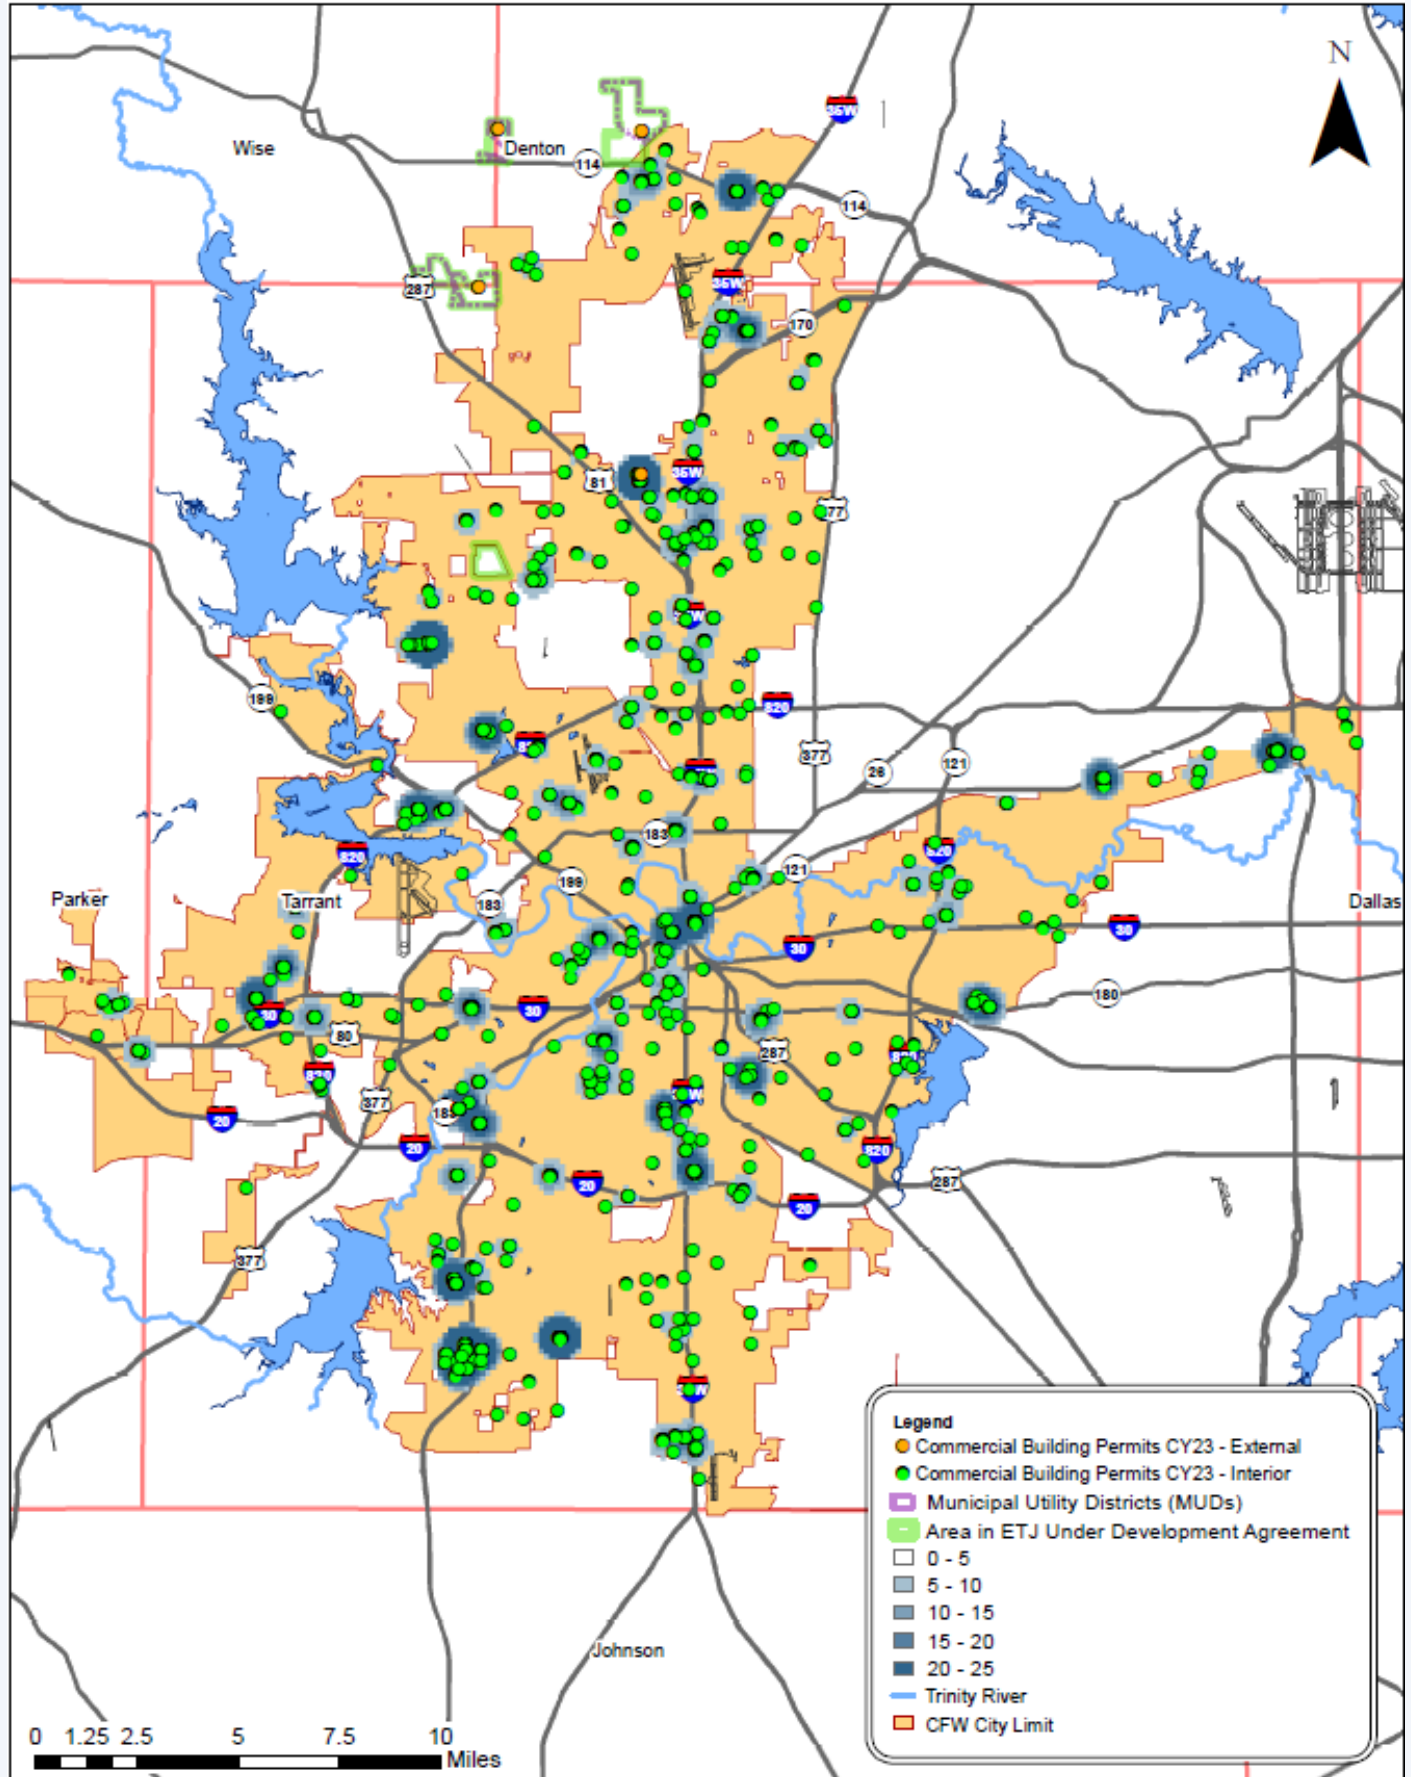 N
35W
Wise
Denton
114
114
287
35W
170
35W
81
377
199
820
377
26
121
183
820
820
121
199
Parker
Tarrant
183
Dallas
30
30
180
30
30
80
287
820
377
183
20
20
820
20
287
20
377
Legend
Commercial Building Permits CY23 - External
Commercial Building Permits CY23 - Interior
Municipal Utility Districts (MUDs)
Area in ETJ Under Development Agreement
0 - 5
5 - 10
10 - 15
15 - 20
20 - 25
Trinity River
CFW City Limit
Johnson
0 1.25 2.5 5 7.5 10
Miles